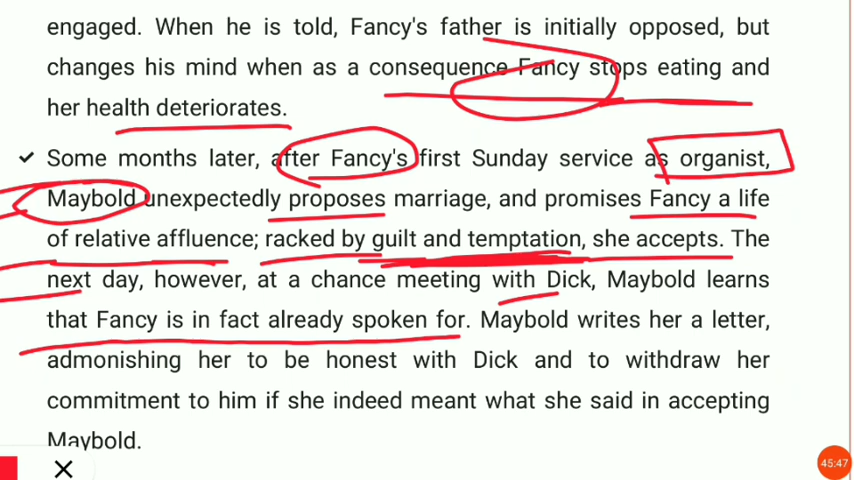 engaged. When he is told, Fancy's father is initially opposed, but
changes his mind when as a consequence Fancy stops eating and
her health deteriorates.
✓ Some months later, after Fancy's first Sunday service as organist,
Maybold unexpectedly proposes marriage, and promises Fancy a life
of relative affluence; racked by guilt and temptation, she accepts. The
next day, however, at a chance meeting with Dick, Maybold learns
that Fancy is in fact already spoken for. Maybold writes her a letter,
admonishing her to be honest with Dick and to withdraw her
commitment to him if she indeed meant what she said in accepting
Maybold.
45:47